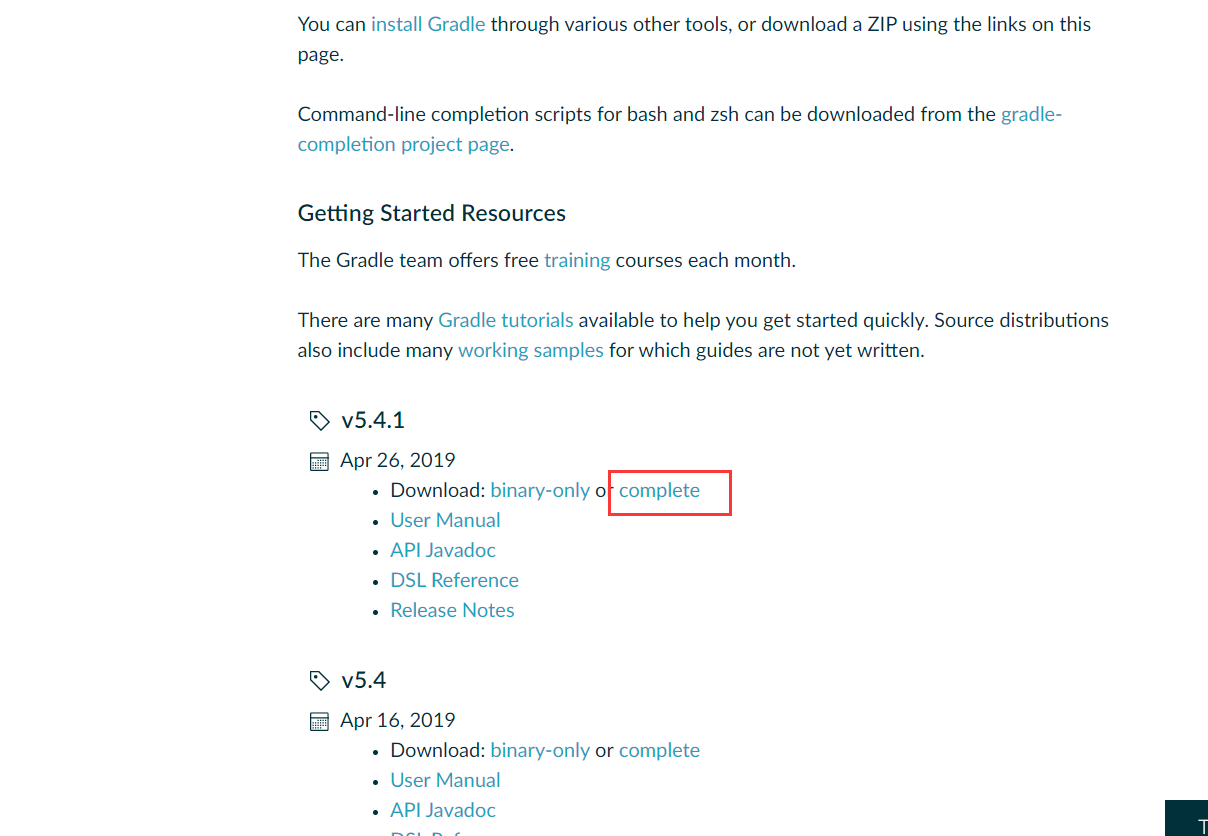 You can install Gradle through various other tools, or download a ZIP using the links on this
page.
Command-line completion scripts for bash and zsh can be downloaded from the gradle-
completion project page.
Getting Started Resources
The Gradle team offers free training courses each month.
There are many Gradle tutorials available to help you get started quickly. Source distributions
also include many working samples for which guides are not yet written.
v5.4.1
Apr 26, 2019
Download: binary-only or complete
User Manual
API Javadoc
DSL Reference
Release Notes
v5.4
Apr 16, 2019
Download: binary-only or complete
User Manual
API Javadoc